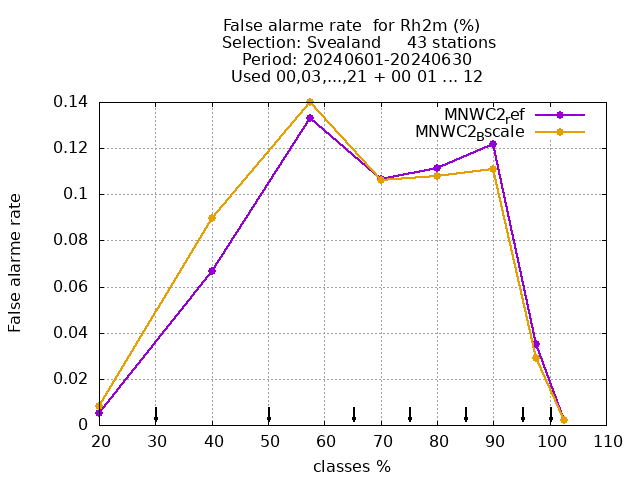 False alarme rate  for Rh2m (%)
Selection: Svealand     43 stations
Period: 20240601-20240630
Used 00,03,...,21 + 00 01 ... 12
MNWC2ref
MNWC2Bscale
0.14
0.12
0.1
0.08
0.06
0.04
0.02
0
False alarme rate
20 30 40 50 60 70 80 90 100 110
classes %